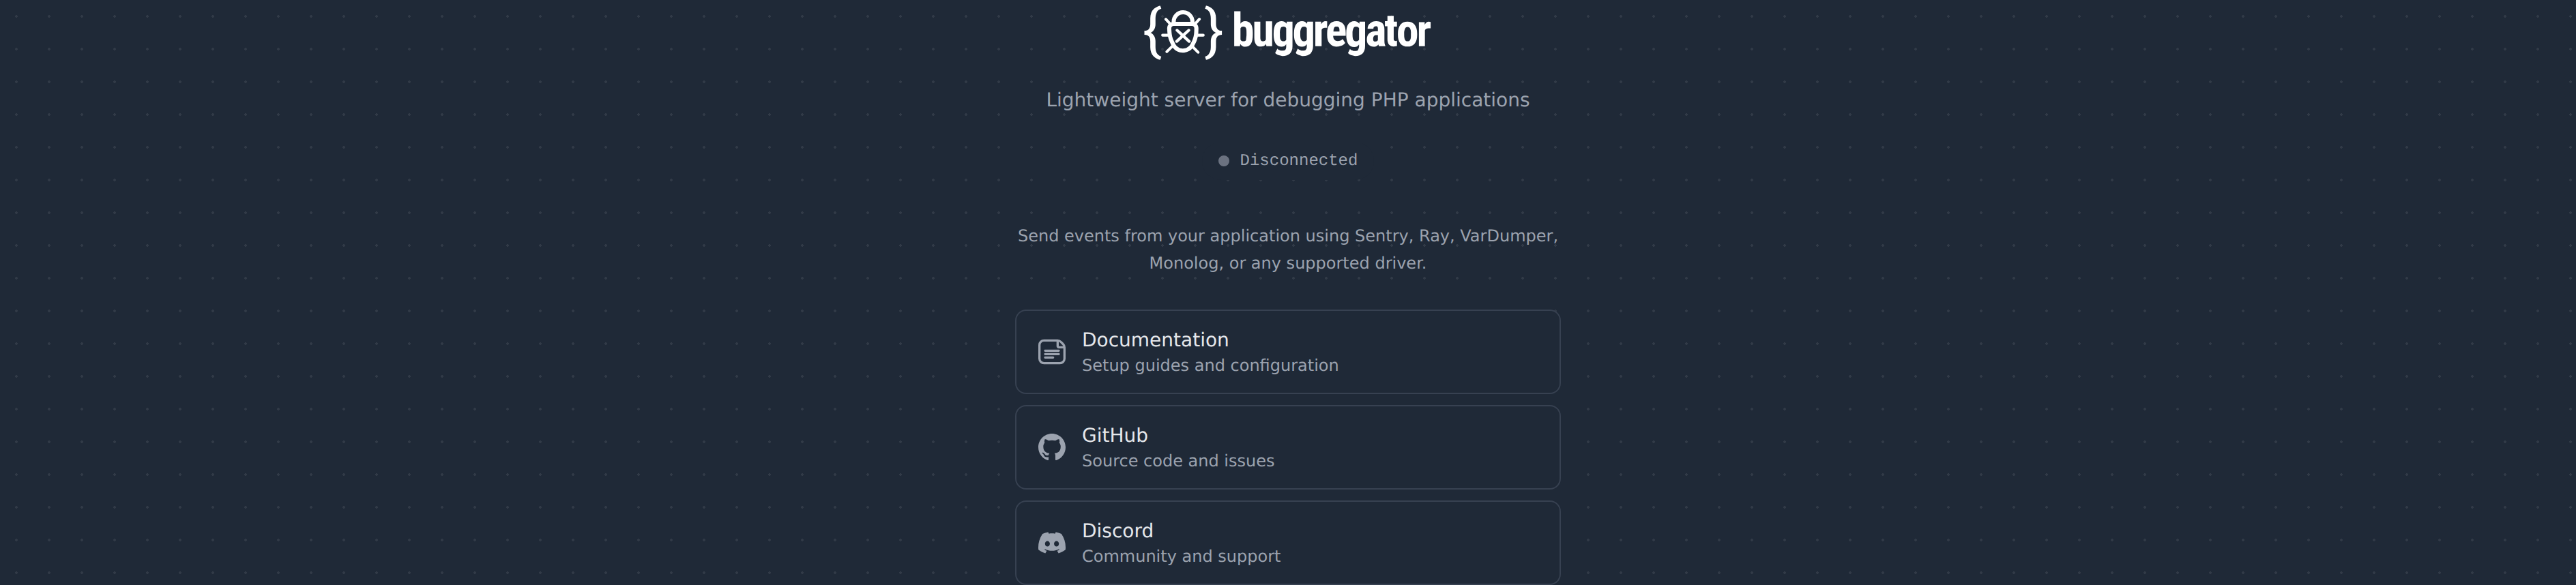 buggregator
Lightweight server for debugging PHP applications
Disconnected
Send events from your application using Sentry, Ray, VarDumper,
Monolog, or any supported driver.
Documentation
Setup guides and configuration
GitHub
Source code and issues
Discord
Community and support